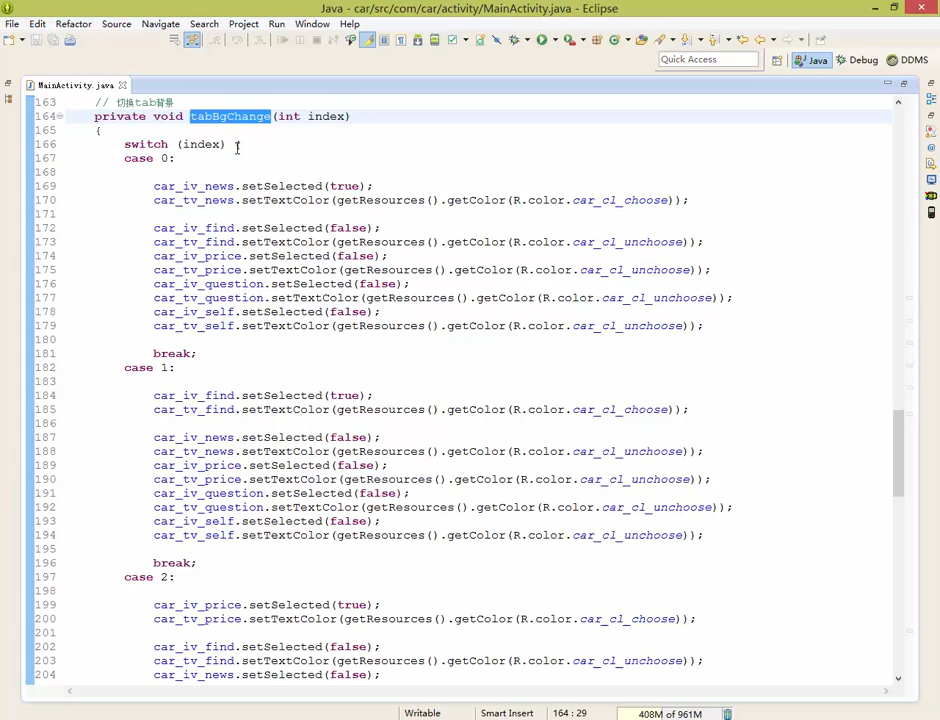 Java - car/src/com/car/activity/MainActivity.java - Eclipse
File Edit Refactor Source Navigate Search Project Run Window Help
Quick Access
Java
Debug
DDMS
MainActivity.java
163 // 切换tab背景
164 private void tabBgChange(int index)
165 {
166 switch (index)
167 case 0:
168
169 car_iv_news.setSelected(true);
170 car_tv_news.setTextColor(getResources().getColor(R.color.car_cl_choose));
171
172 car_iv_find.setSelected(false);
173 car_tv_find.setTextColor(getResources().getColor(R.color.car_cl_unchoose));
174 car_iv_price.setSelected(false);
175 car_tv_price.setTextColor(getResources().getColor(R.color.car_cl_unchoose));
176 car_iv_question.setSelected(false);
177 car_tv_question.setTextColor(getResources().getColor(R.color.car_cl_unchoose));
178 car_iv_self.setSelected(false);
179 car_tv_self.setTextColor(getResources().getColor(R.color.car_cl_unchoose));
180
181 break;
182 case 1:
183
184 car_iv_find.setSelected(true);
185 car_tv_find.setTextColor(getResources().getColor(R.color.car_cl_choose));
186
187 car_iv_news.setSelected(false);
188 car_tv_news.setTextColor(getResources().getColor(R.color.car_cl_unchoose));
189 car_iv_price.setSelected(false);
190 car_tv_price.setTextColor(getResources().getColor(R.color.car_cl_unchoose));
191 car_iv_question.setSelected(false);
192 car_tv_question.setTextColor(getResources().getColor(R.color.car_cl_unchoose));
193 car_iv_self.setSelected(false);
194 car_tv_self.setTextColor(getResources().getColor(R.color.car_cl_unchoose));
195
196 break;
197 case 2:
198
199 car_iv_price.setSelected(true);
200 car_tv_price.setTextColor(getResources().getColor(R.color.car_cl_choose));
201
202 car_iv_find.setSelected(false);
203 car_tv_find.setTextColor(getResources().getColor(R.color.car_cl_unchoose));
204 car_iv_news.setSelected(false);
Writable
Smart Insert
164 : 29
408M of 961M